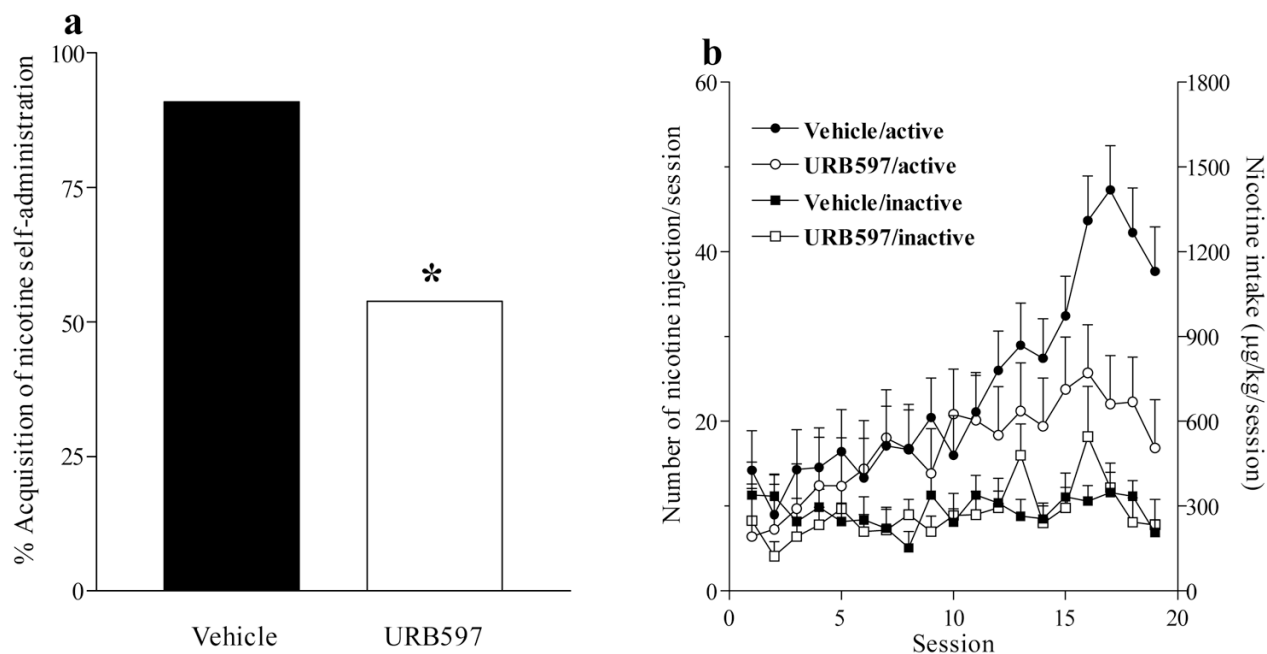 a
% Acquisition of nicotine self-administration
100
75
50
25
0
*
Vehicle
URB597
b
Number of nicotine injection/session
60
40
20
0
Vehicle/active
URB597/active
Vehicle/inactive
URB597/inactive
1800
1500
1200
900
600
300
0
Nicotine intake (µg/kg/session)
0
5
10
15
20
Session